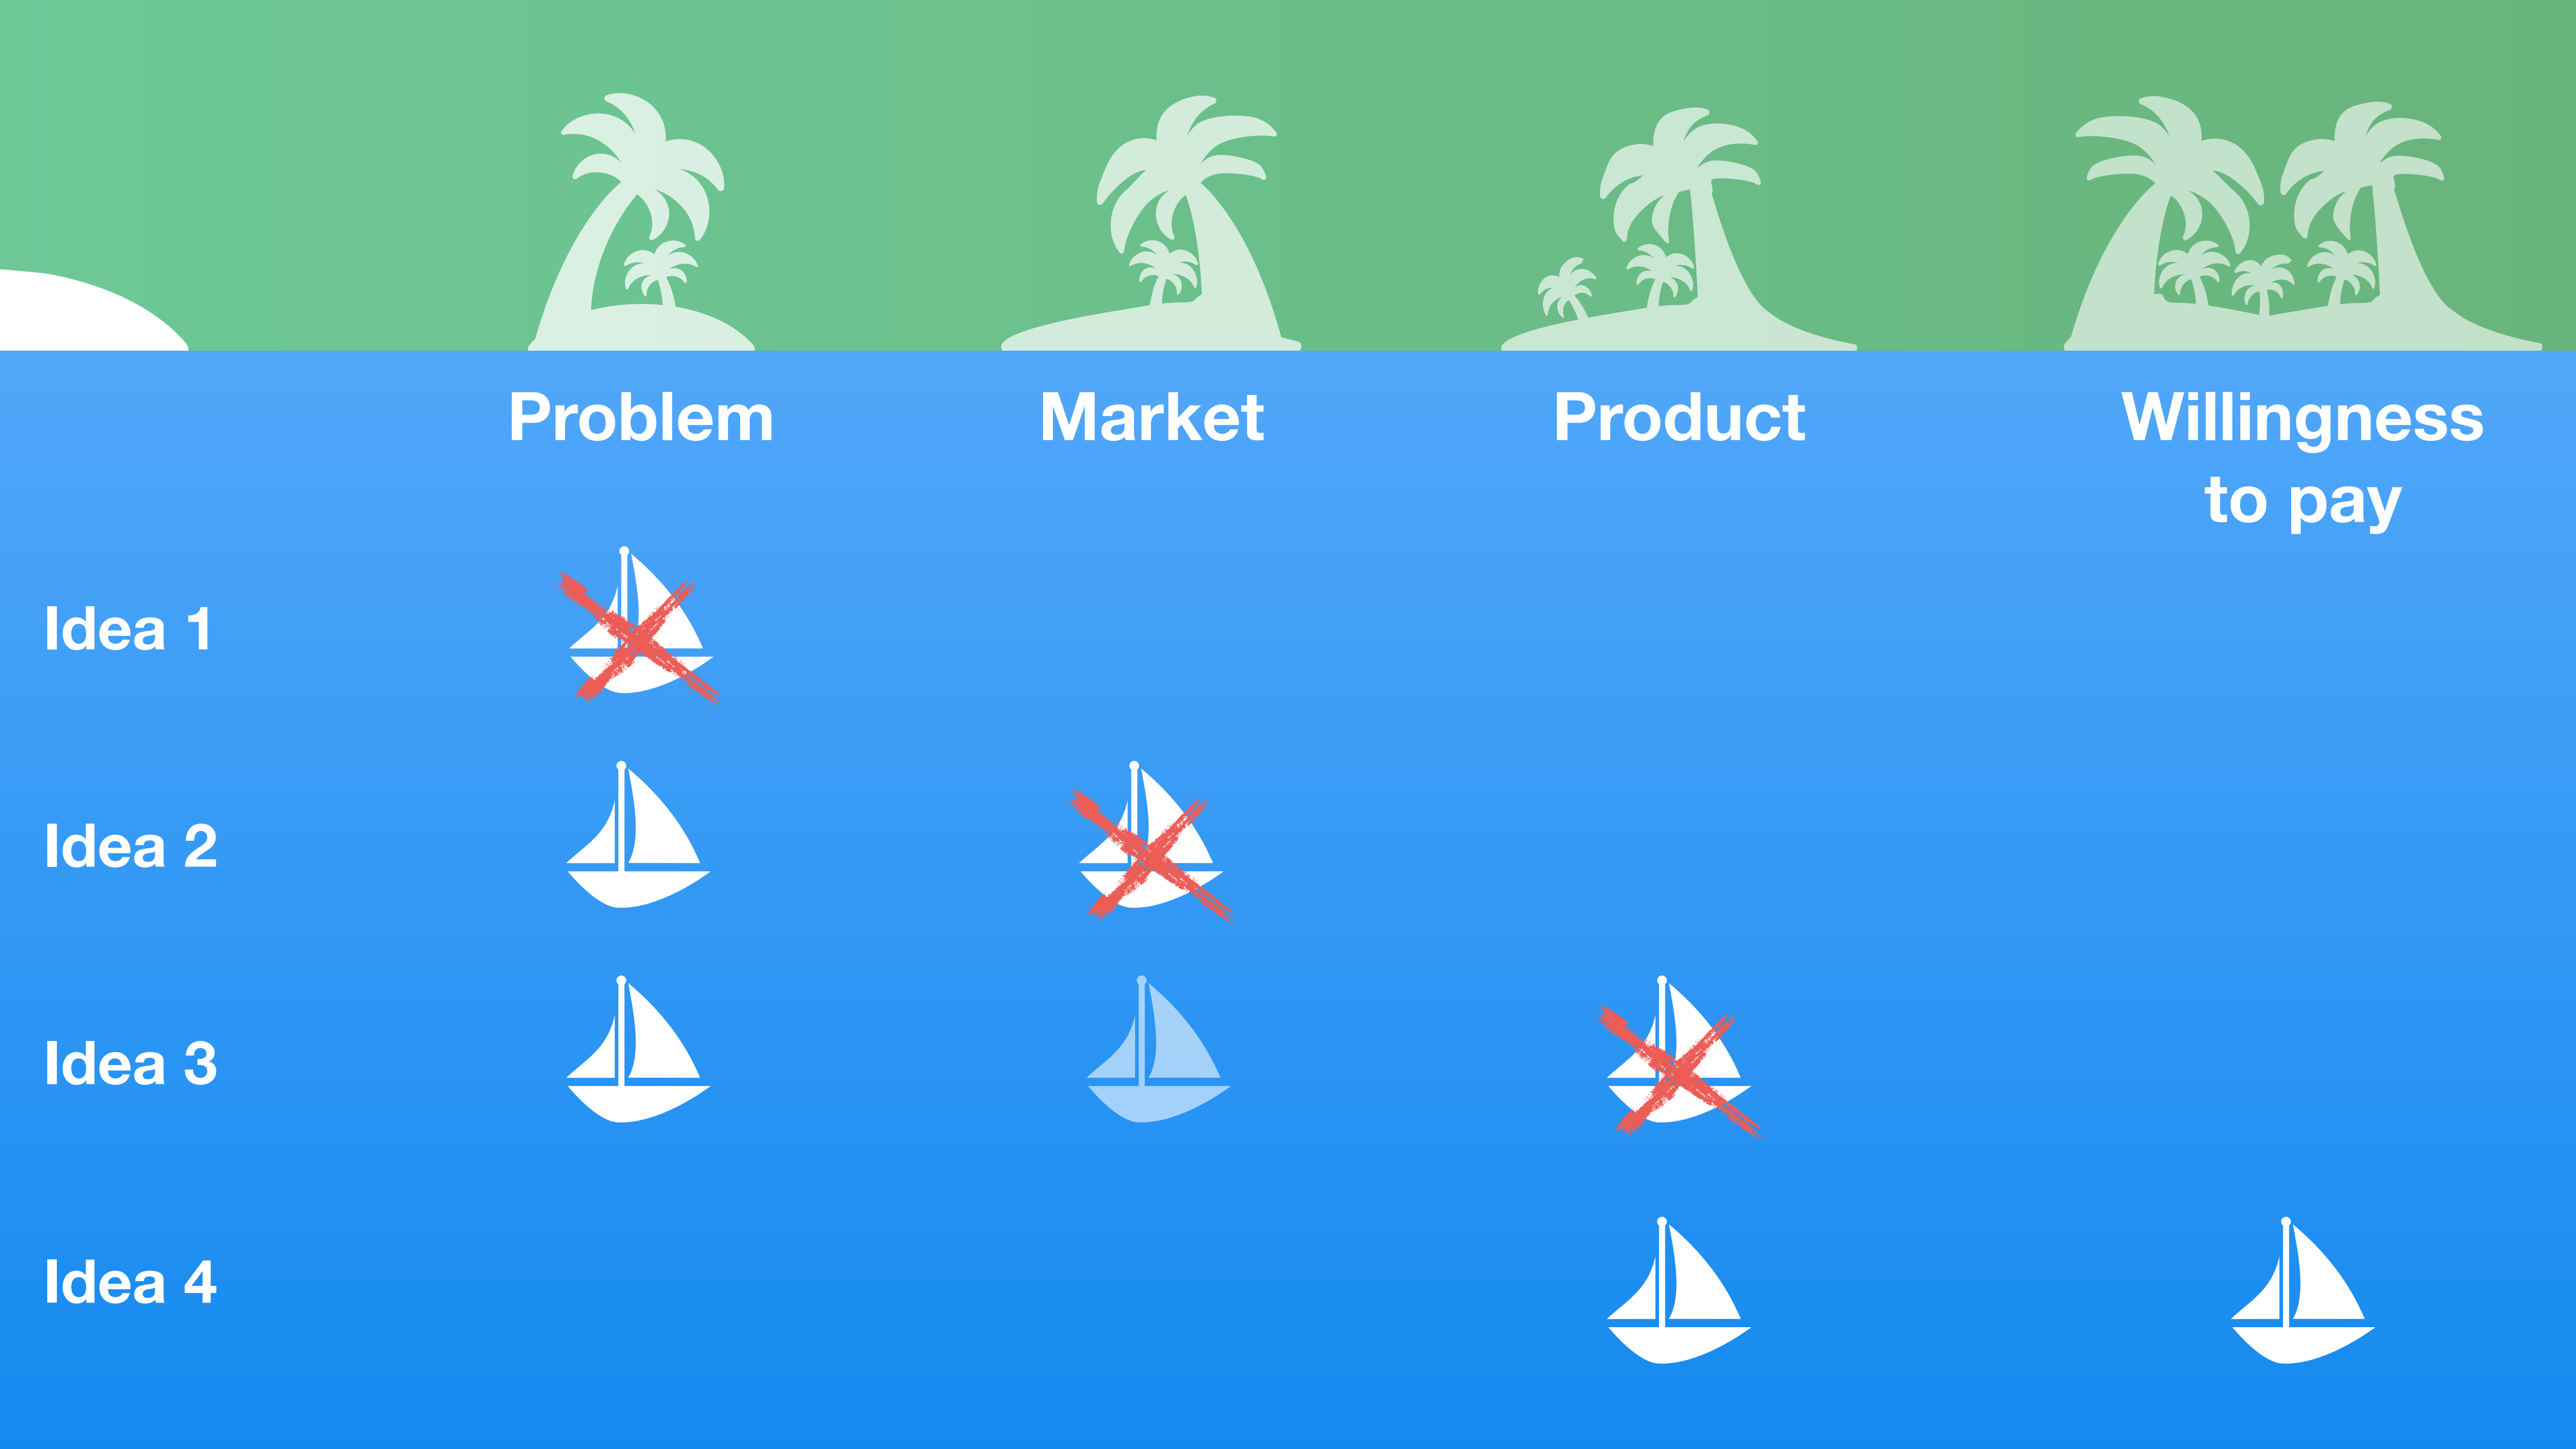 Problem
Market
Product
Willingness
to pay
Idea 1
Idea 2
Idea 3
Idea 4